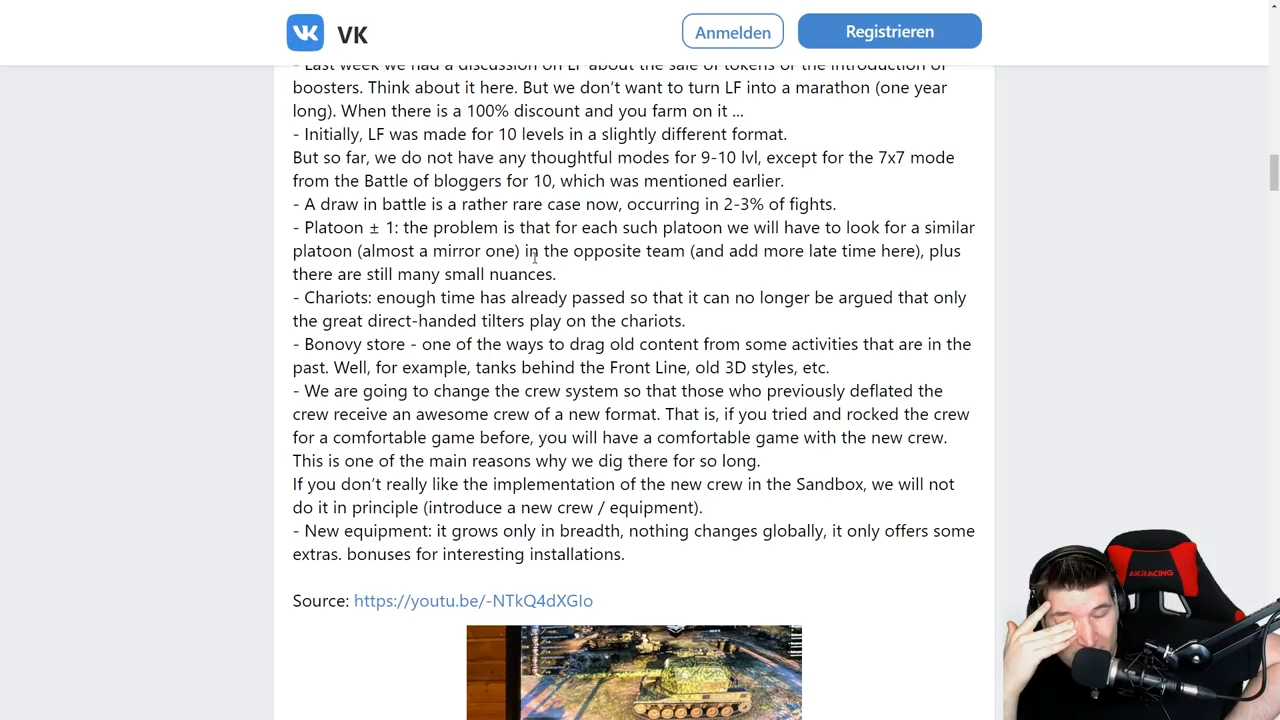 VK
Anmelden
Registrieren
- Last week we had a discussion on LF about the sale of tokens or the introduction of
boosters. Think about it here. But we don’t want to turn LF into a marathon (one year
long). When there is a 100% discount and you farm on it ...
- Initially, LF was made for 10 levels in a slightly different format.
But so far, we do not have any thoughtful modes for 9-10 lvl, except for the 7x7 mode
from the Battle of bloggers for 10, which was mentioned earlier.
- A draw in battle is a rather rare case now, occurring in 2-3% of fights.
- Platoon ± 1: the problem is that for each such platoon we will have to look for a similar
platoon (almost a mirror one) in the opposite team (and add more late time here), plus
there are still many small nuances.
- Chariots: enough time has already passed so that it can no longer be argued that only
the great direct-handed tilters play on the chariots.
- Bonovy store - one of the ways to drag old content from some activities that are in the
past. Well, for example, tanks behind the Front Line, old 3D styles, etc.
- We are going to change the crew system so that those who previously deflated the
crew receive an awesome crew of a new format. That is, if you tried and rocked the crew
for a comfortable game before, you will have a comfortable game with the new crew.
This is one of the main reasons why we dig there for so long.
If you don’t really like the implementation of the new crew in the Sandbox, we will not
do it in principle (introduce a new crew / equipment).
- New equipment: it grows only in breadth, nothing changes globally, it only offers some
extras. bonuses for interesting installations.
Source: https://youtu.be/-NTkQ4dXGlo
AKRACING